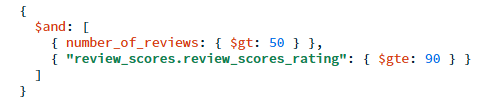 {
  $and: [
    { number_of_reviews: { $gt: 50 } },
    { "review_scores.review_scores_rating": { $gte: 90 } }
  ]
}